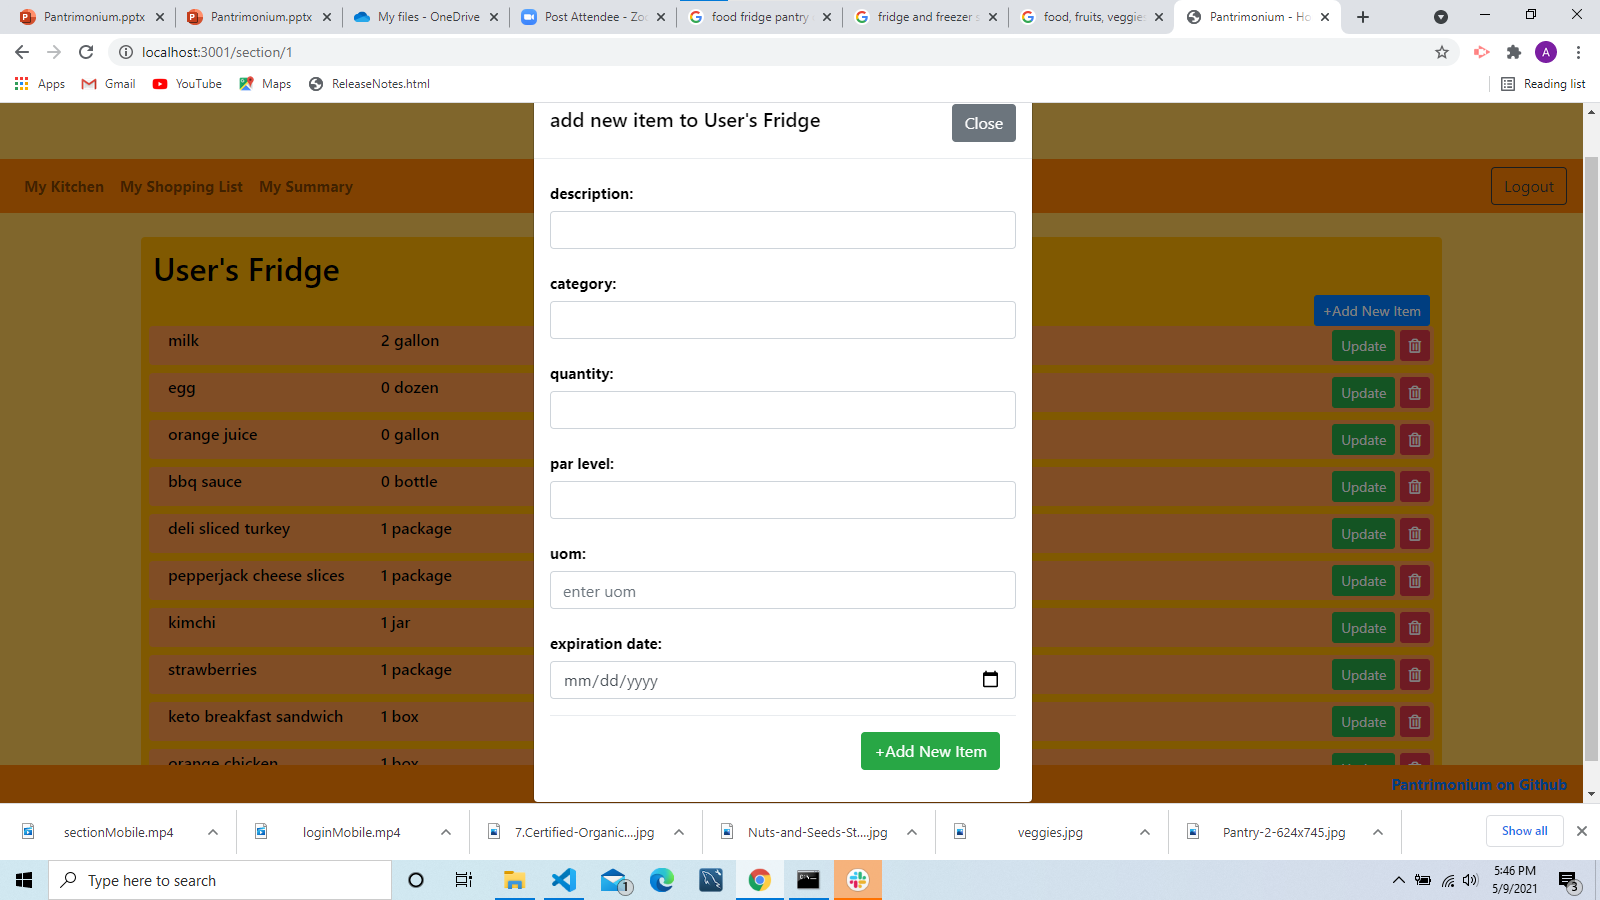 Pantrimonium.pptx
Pantrimonium.pptx
My files - OneDrive
Post Attendee - Zoo
food fridge pantry
fridge and freezer s
food, fruits, veggies
Pantrimonium - Ho
localhost:3001/section/1
A
Apps
Gmail
YouTube
Maps
ReleaseNotes.html
Reading list
add new item to User's Fridge
Close
My Kitchen My Shopping List My Summary
Logout
description:
User's Fridge
category:
+Add New Item
milk 2 gallon Update
quantity:
egg 0 dozen Update
orange juice 0 gallon Update
par level:
bbq sauce 0 bottle Update
deli sliced turkey 1 package Update
uom:
pepperjack cheese slices 1 package Update
enter uom
kimchi 1 jar Update
expiration date:
strawberries 1 package Update
mm/dd/yyyy
keto breakfast sandwich 1 box Update
+Add New Item
orange chicken 1 box
Pantrimonium on Github
sectionMobile.mp4
loginMobile.mp4
7.Certified-Organic....jpg
Nuts-and-Seeds-St....jpg
veggies.jpg
Pantry-2-624x745.jpg
Show all
Type here to search
1
5:46 PM
5/9/2021
3